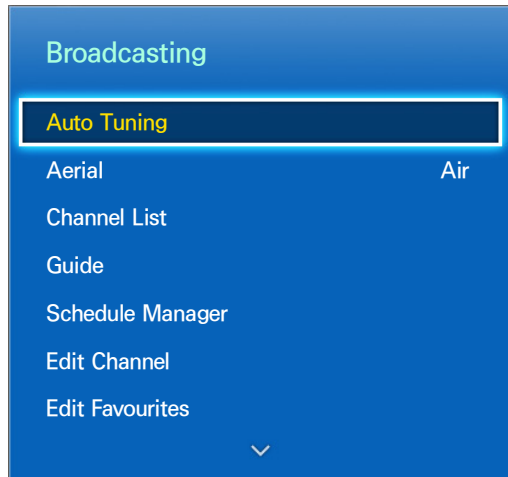 Broadcasting
Auto Tuning
Aerial Air
Channel List
Guide
Schedule Manager
Edit Channel
Edit Favourites